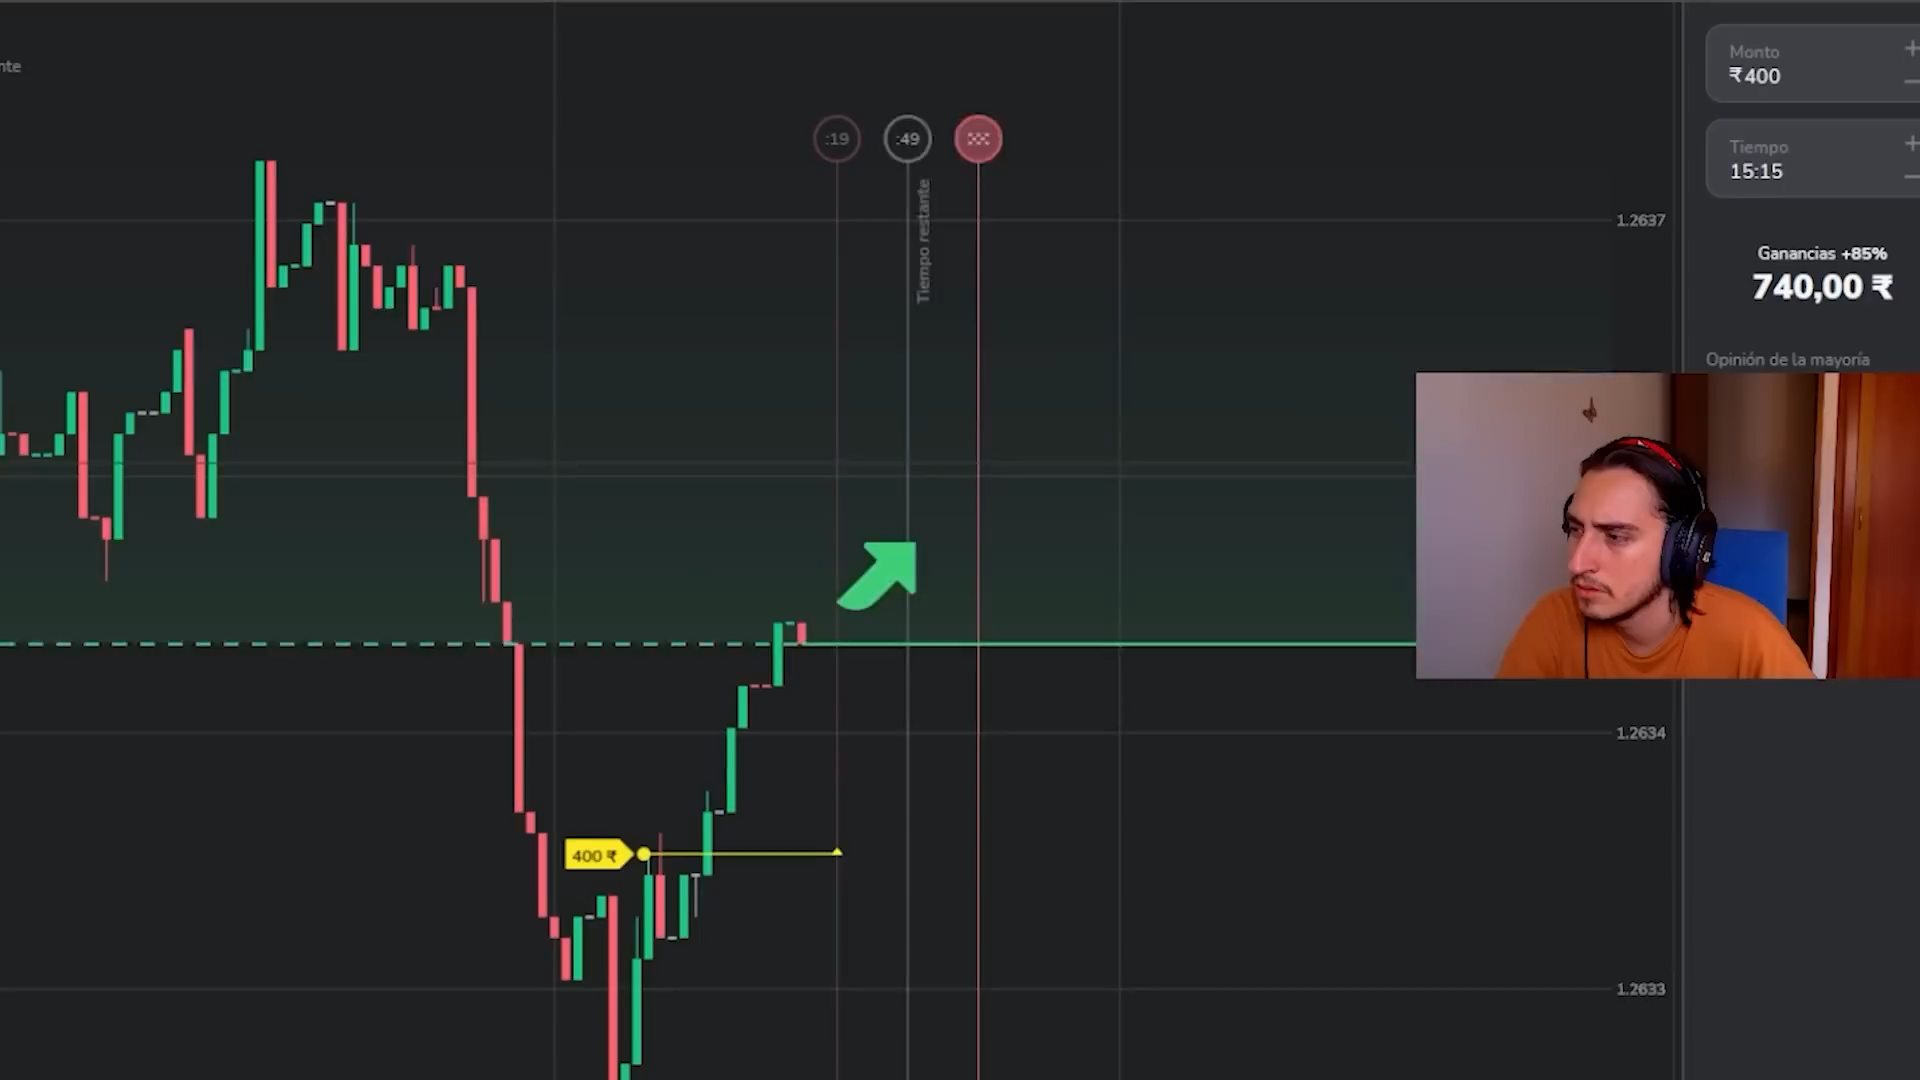 nte
:19
:49
Tiempo restante
400 ₹
1.2637
1.2634
1.2633
Monto
₹400
Tiempo
15:15
Ganancias +85%
740,00 ₹
Opinión de la mayoría